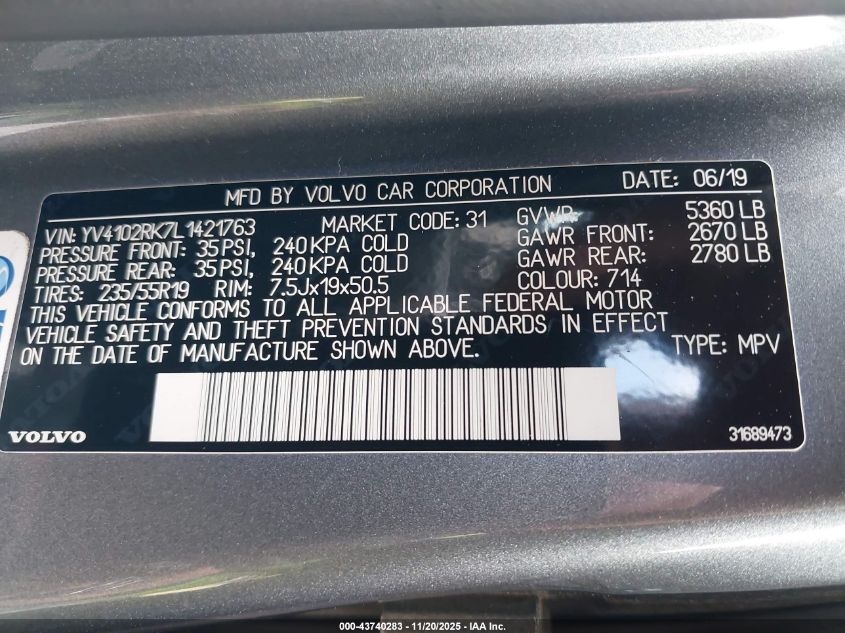 MFD BY VOLVO CAR CORPORATION DATE: 06/19
VIN: YV4102RK7L1421763 MARKET CODE: 31 GVWR: 5360 LB
PRESSURE FRONT: 35 PSI, 240 KPA COLD GAWR FRONT: 2670 LB
PRESSURE REAR: 35 PSI, 240 KPA COLD GAWR REAR: 2780 LB
TIRES: 235/55R19 RIM: 7.5Jx19x50.5 COLOUR: 714
THIS VEHICLE CONFORMS TO ALL APPLICABLE FEDERAL MOTOR
VEHICLE SAFETY AND THEFT PREVENTION STANDARDS IN EFFECT
ON THE DATE OF MANUFACTURE SHOWN ABOVE. TYPE: MPV
VOLVO 31689473
000-43740283 - 11/20/2025 - IAA Inc.